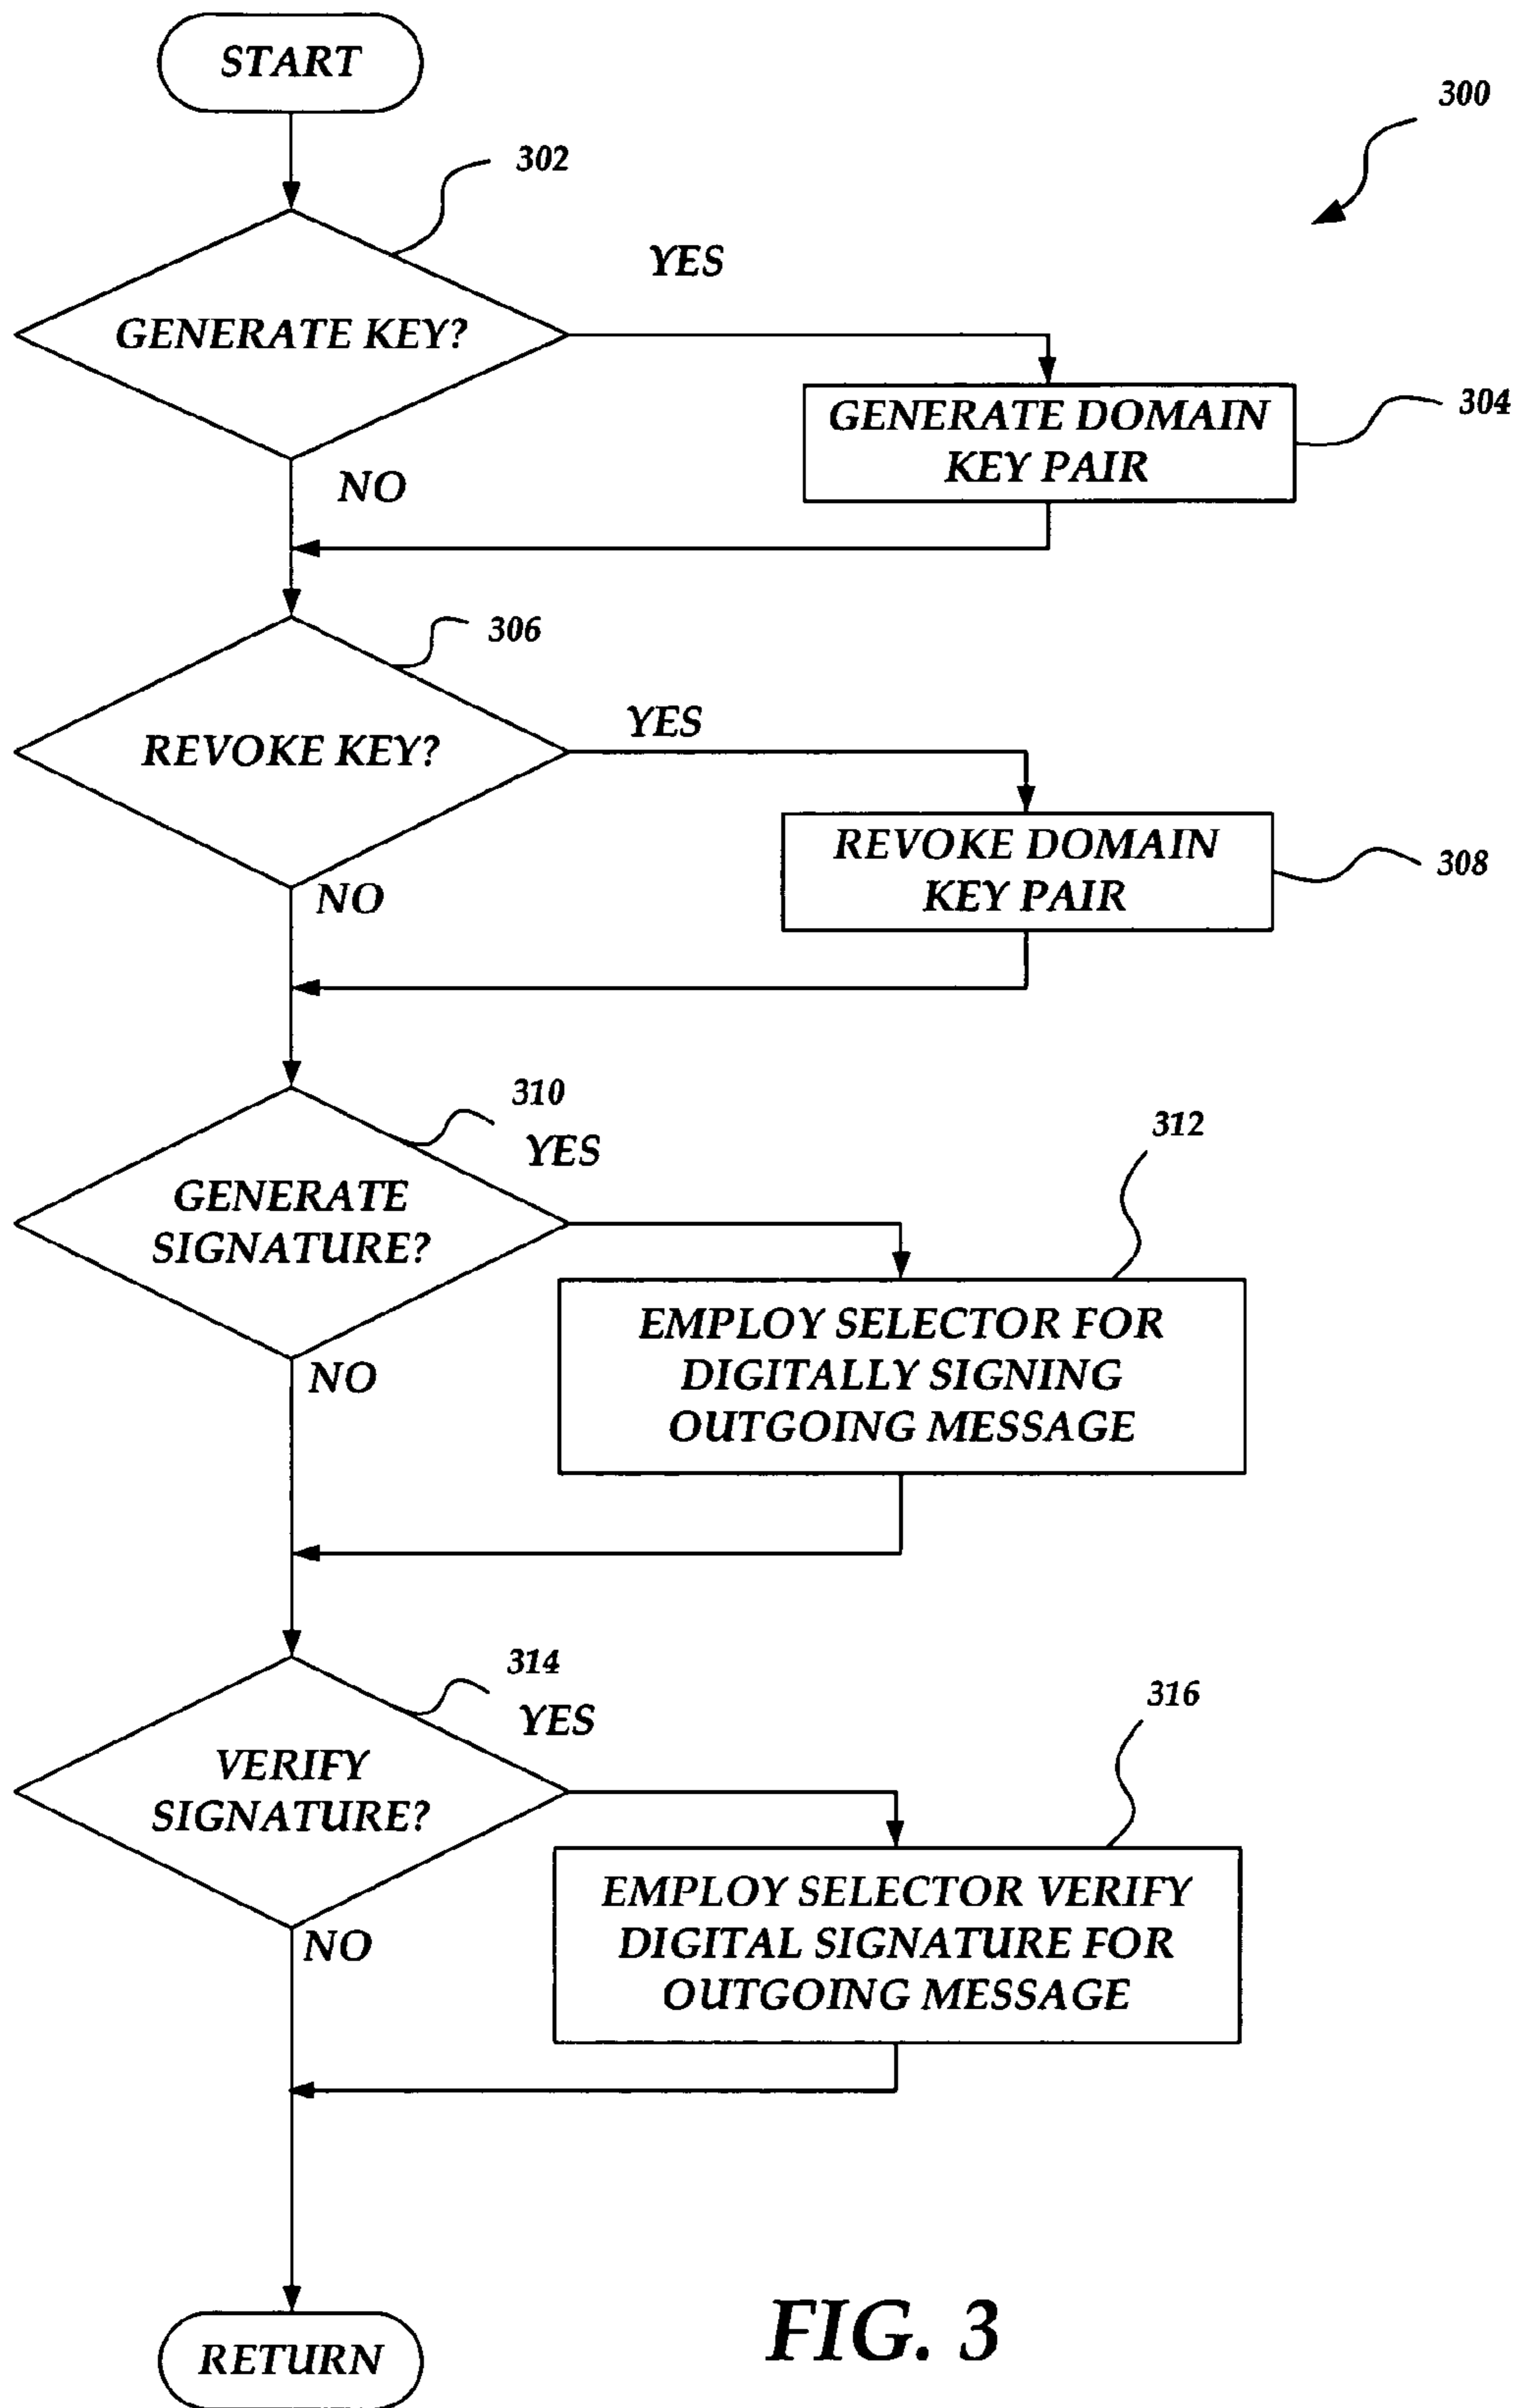 START
300
302
YES
GENERATE KEY?
304
GENERATE DOMAIN
KEY PAIR
NO
306
YES
REVOKE KEY?
REVOKE DOMAIN
KEY PAIR
308
NO
310
YES
312
GENERATE
SIGNATURE?
EMPLOY SELECTOR FOR
DIGITALLY SIGNING
OUTGOING MESSAGE
NO
314
YES
316
VERIFY
SIGNATURE?
EMPLOY SELECTOR VERIFY
DIGITAL SIGNATURE FOR
OUTGOING MESSAGE
NO
FIG. 3
RETURN